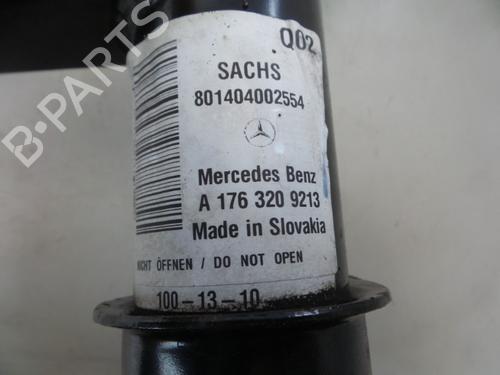 Q02
SACHS
801404002554
Mercedes Benz
A 176 320 9213
Made in Slovakia
NICHT ÖFFNEN / DO NOT OPEN
100-13-10
B-PARTS